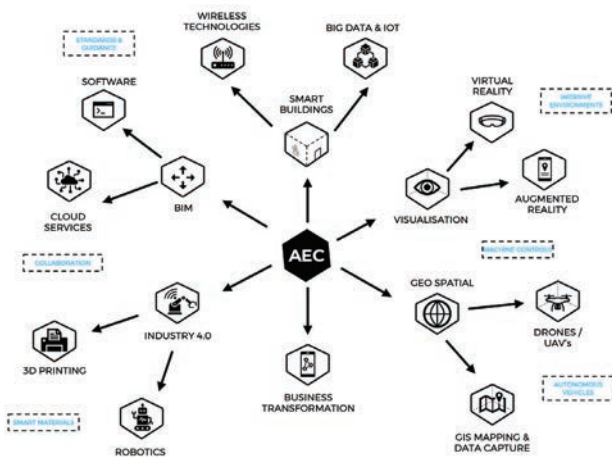 WIRELESS
TECHNOLOGIES
BIG DATA & IOT
STANDARDS &
GUIDANCE
SOFTWARE
SMART
BUILDINGS
VIRTUAL
REALITY
IMMERSIVE
ENVIRONMENTS
CLOUD
SERVICES
BIM
VISUALISATION
AUGMENTED
REALITY
AEC
COLLABORATION
MACHINE CONTROLS
GEO SPATIAL
INDUSTRY 4.0
DRONES /
UAV's
3D PRINTING
BUSINESS
TRANSFORMATION
AUTONOMOUS
VEHICLES
SMART MATERIALS
ROBOTICS
GIS MAPPING &
DATA CAPTURE